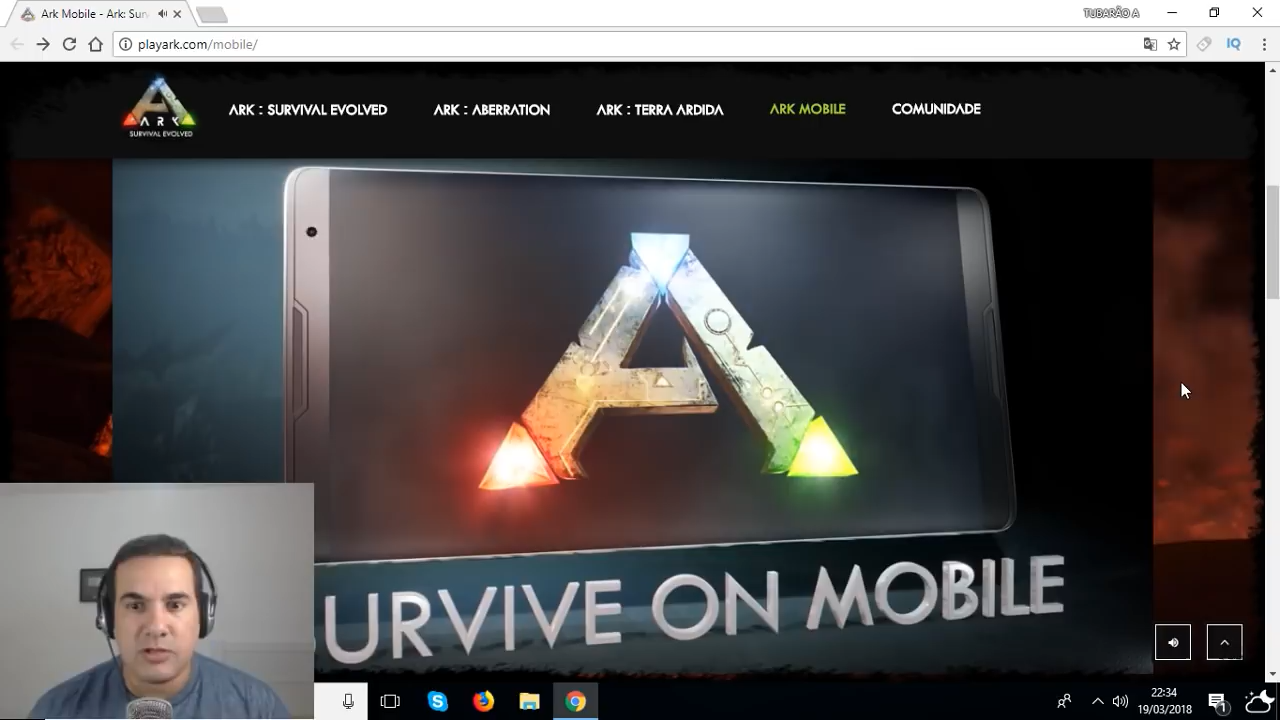 Ark Mobile - Ark: Sur
TUBARÃO A
playark.com/mobile/
IQ
ARK
SURVIVAL EVOLVED
ARK : SURVIVAL EVOLVED
ARK : ABERRATION
ARK : TERRA ARDIDA
ARK MOBILE
COMUNIDADE
URVIVE ON MOBILE
22:34
19/03/2018
1